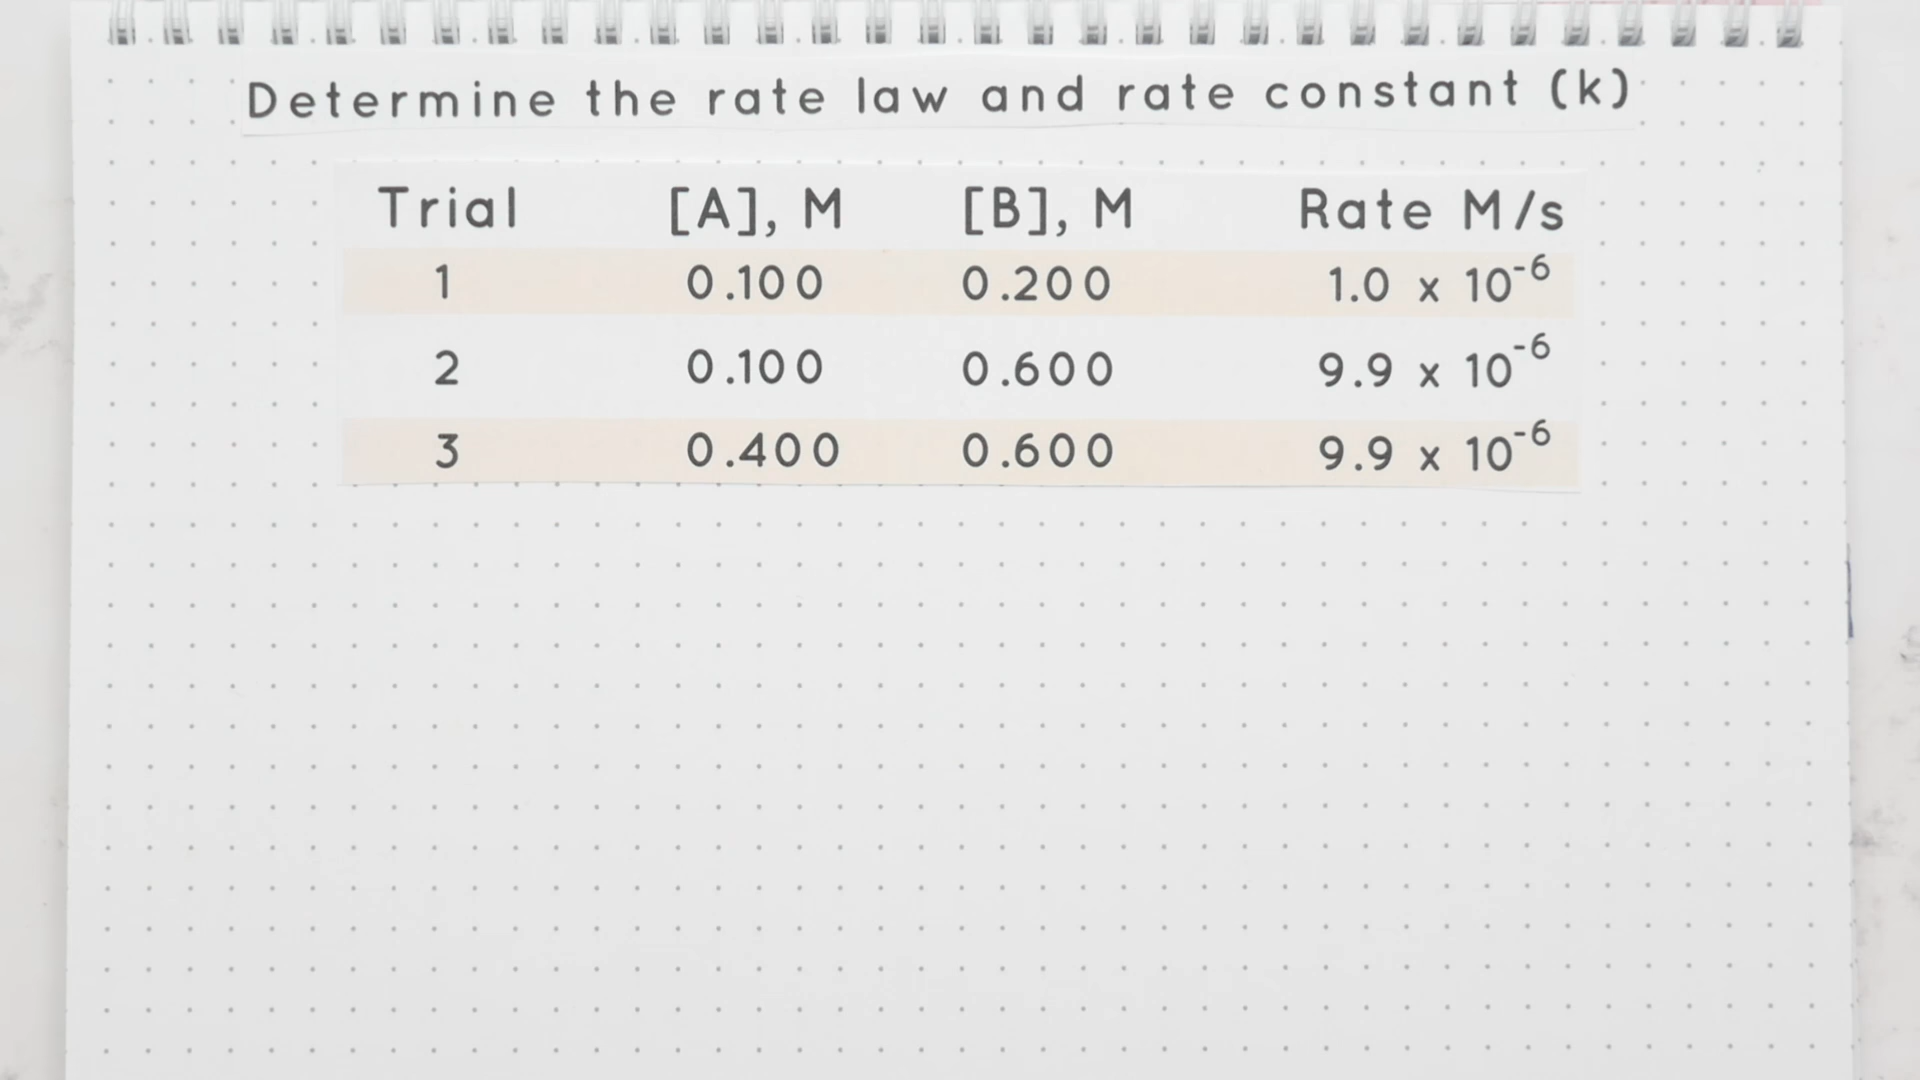 Determine the rate law and rate constant (k)
Trial [A], M [B], M Rate M/s
1 0.100 0.200 1.0 x 10⁻⁶
2 0.100 0.600 9.9 x 10⁻⁶
3 0.400 0.600 9.9 x 10⁻⁶